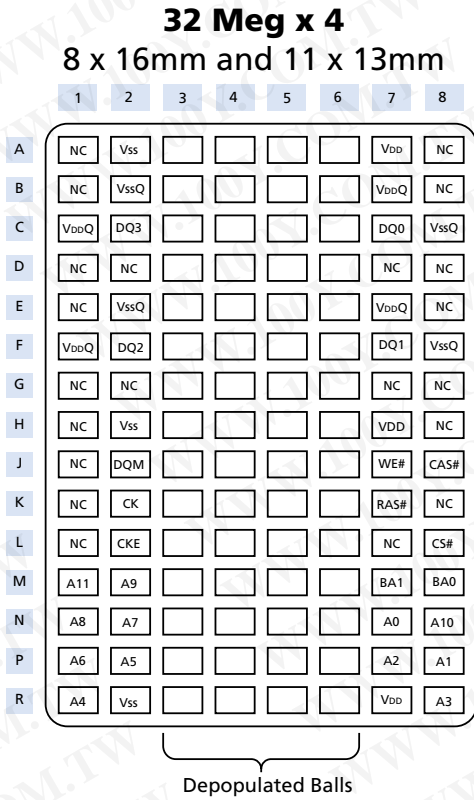 32 Meg x 4
8 x 16mm and 11 x 13mm
1 2 3 4 5 6 7 8
A NC Vss VDD NC
B NC VssQ VDDQ NC
C VDDQ DQ3 DQ0 VssQ
D NC NC NC NC
E NC VssQ VDDQ NC
F VDDQ DQ2 DQ1 VssQ
G NC NC NC NC
H NC Vss VDD NC
J NC DQM WE# CAS#
K NC CK RAS# NC
L NC CKE NC CS#
M A11 A9 BA1 BA0
N A8 A7 A0 A10
P A6 A5 A2 A1
R A4 Vss VDD A3
Depopulated Balls